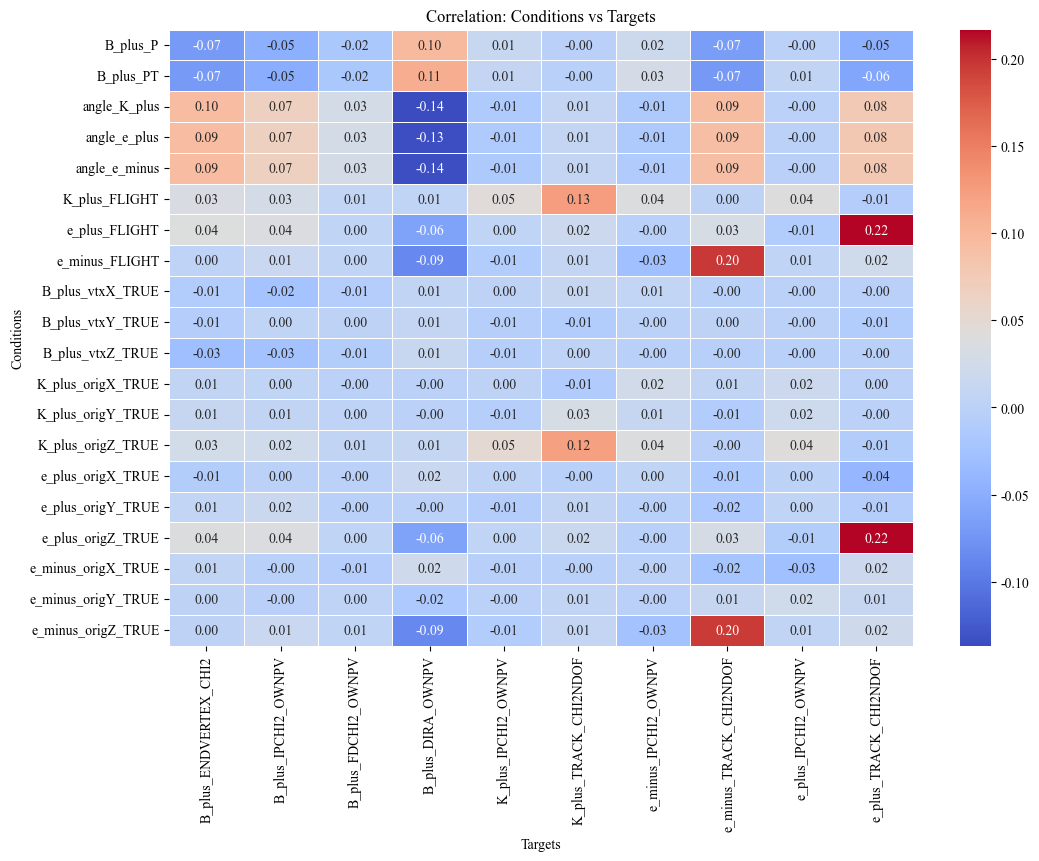 Correlation: Conditions vs Targets
Conditions
B_plus_P -0.07 -0.05 -0.02 0.10 0.01 -0.00 0.02 -0.07 -0.00 -0.05
B_plus_PT -0.07 -0.05 -0.02 0.11 0.01 -0.00 0.03 -0.07 0.01 -0.06
angle_K_plus 0.10 0.07 0.03 -0.14 -0.01 0.01 -0.01 0.09 -0.00 0.08
angle_e_plus 0.09 0.07 0.03 -0.13 -0.01 0.01 -0.01 0.09 -0.00 0.08
angle_e_minus 0.09 0.07 0.03 -0.14 -0.01 0.01 -0.01 0.09 -0.00 0.08
K_plus_FLIGHT 0.03 0.03 0.01 0.01 0.05 0.13 0.04 0.00 0.04 -0.01
e_plus_FLIGHT 0.04 0.04 0.00 -0.06 0.00 0.02 -0.00 0.03 -0.01 0.22
e_minus_FLIGHT 0.00 0.01 0.00 -0.09 -0.01 0.01 -0.03 0.20 0.01 0.02
B_plus_vtxX_TRUE -0.01 -0.02 -0.01 0.01 0.00 0.01 0.01 -0.00 -0.00 -0.00
B_plus_vtxY_TRUE -0.01 0.00 0.00 0.01 -0.01 -0.01 -0.00 0.00 -0.00 -0.01
B_plus_vtxZ_TRUE -0.03 -0.03 -0.01 0.01 -0.01 0.00 -0.00 -0.00 -0.00 -0.00
K_plus_origX_TRUE 0.01 0.00 -0.00 -0.00 0.00 -0.01 0.02 0.01 0.02 0.00
K_plus_origY_TRUE 0.01 0.01 0.00 -0.00 -0.01 0.03 0.01 -0.01 0.02 -0.00
K_plus_origZ_TRUE 0.03 0.02 0.01 0.01 0.05 0.12 0.04 -0.00 0.04 -0.01
e_plus_origX_TRUE -0.01 0.00 -0.00 0.02 0.00 -0.00 0.00 -0.01 0.00 -0.04
e_plus_origY_TRUE 0.01 0.02 -0.00 -0.00 -0.01 0.01 -0.00 -0.02 0.00 -0.01
e_plus_origZ_TRUE 0.04 0.04 0.00 -0.06 0.00 0.02 -0.00 0.03 -0.01 0.22
e_minus_origX_TRUE 0.01 -0.00 -0.01 0.02 -0.01 -0.00 -0.00 -0.02 -0.03 0.02
e_minus_origY_TRUE 0.00 -0.00 0.00 -0.02 -0.00 0.01 -0.00 0.01 0.02 0.01
e_minus_origZ_TRUE 0.00 0.01 0.01 -0.09 -0.01 0.01 -0.03 0.20 0.01 0.02
B_plus_ENDVERTEX_CHI2
B_plus_IPCHI2_OWNPV
B_plus_FDCHI2_OWNPV
B_plus_DIRA_OWNPV
K_plus_IPCHI2_OWNPV
K_plus_TRACK_CHI2NDOF
e_minus_IPCHI2_OWNPV
e_minus_TRACK_CHI2NDOF
e_plus_IPCHI2_OWNPV
e_plus_TRACK_CHI2NDOF
Targets
0.20
0.15
0.10
0.05
0.00
-0.05
-0.10